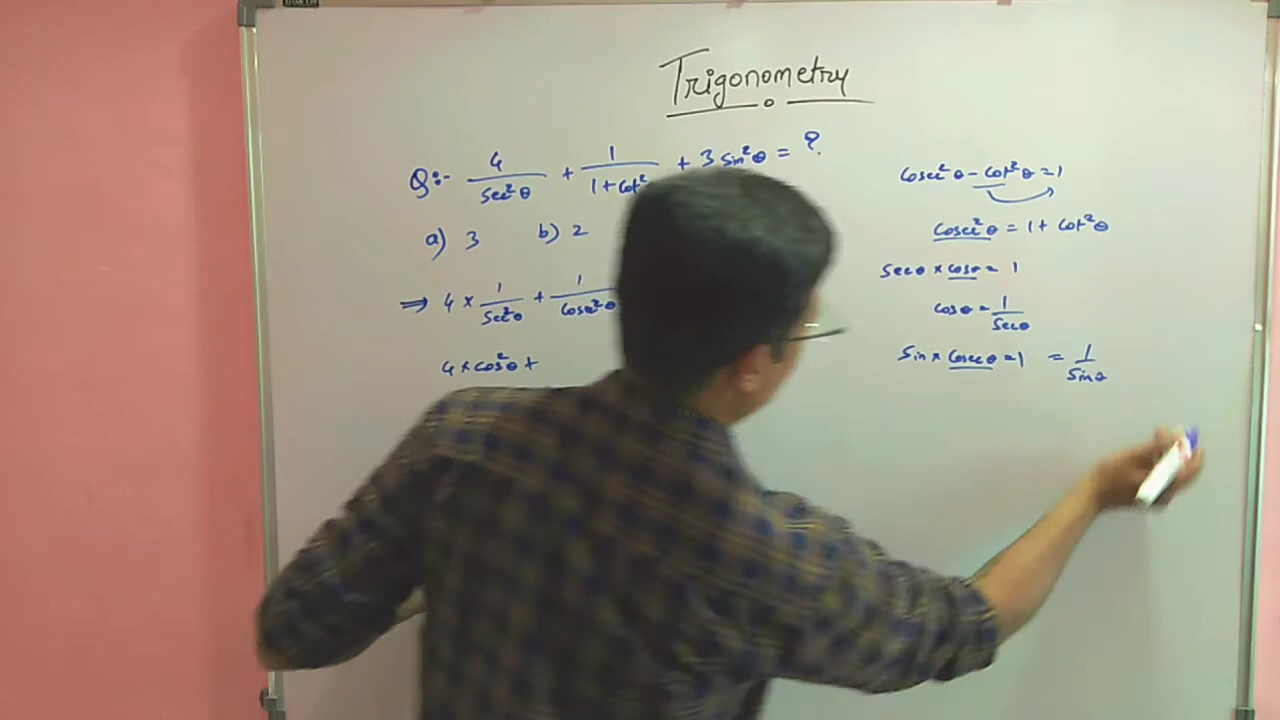 Trigonometry
Q:- 4/sec²θ + 1/1+cot² + 3 sin²θ = ?
a) 3 b) 2
⇒ 4 × 1/sec²θ + 1/cosec²θ
4 × cos²θ +
cosec²θ - cot²θ = 1
cosec²θ = 1 + cot²θ
secθ × cosθ = 1
cosθ = 1/secθ
sin × cosecθ = 1 = 1/sinθ